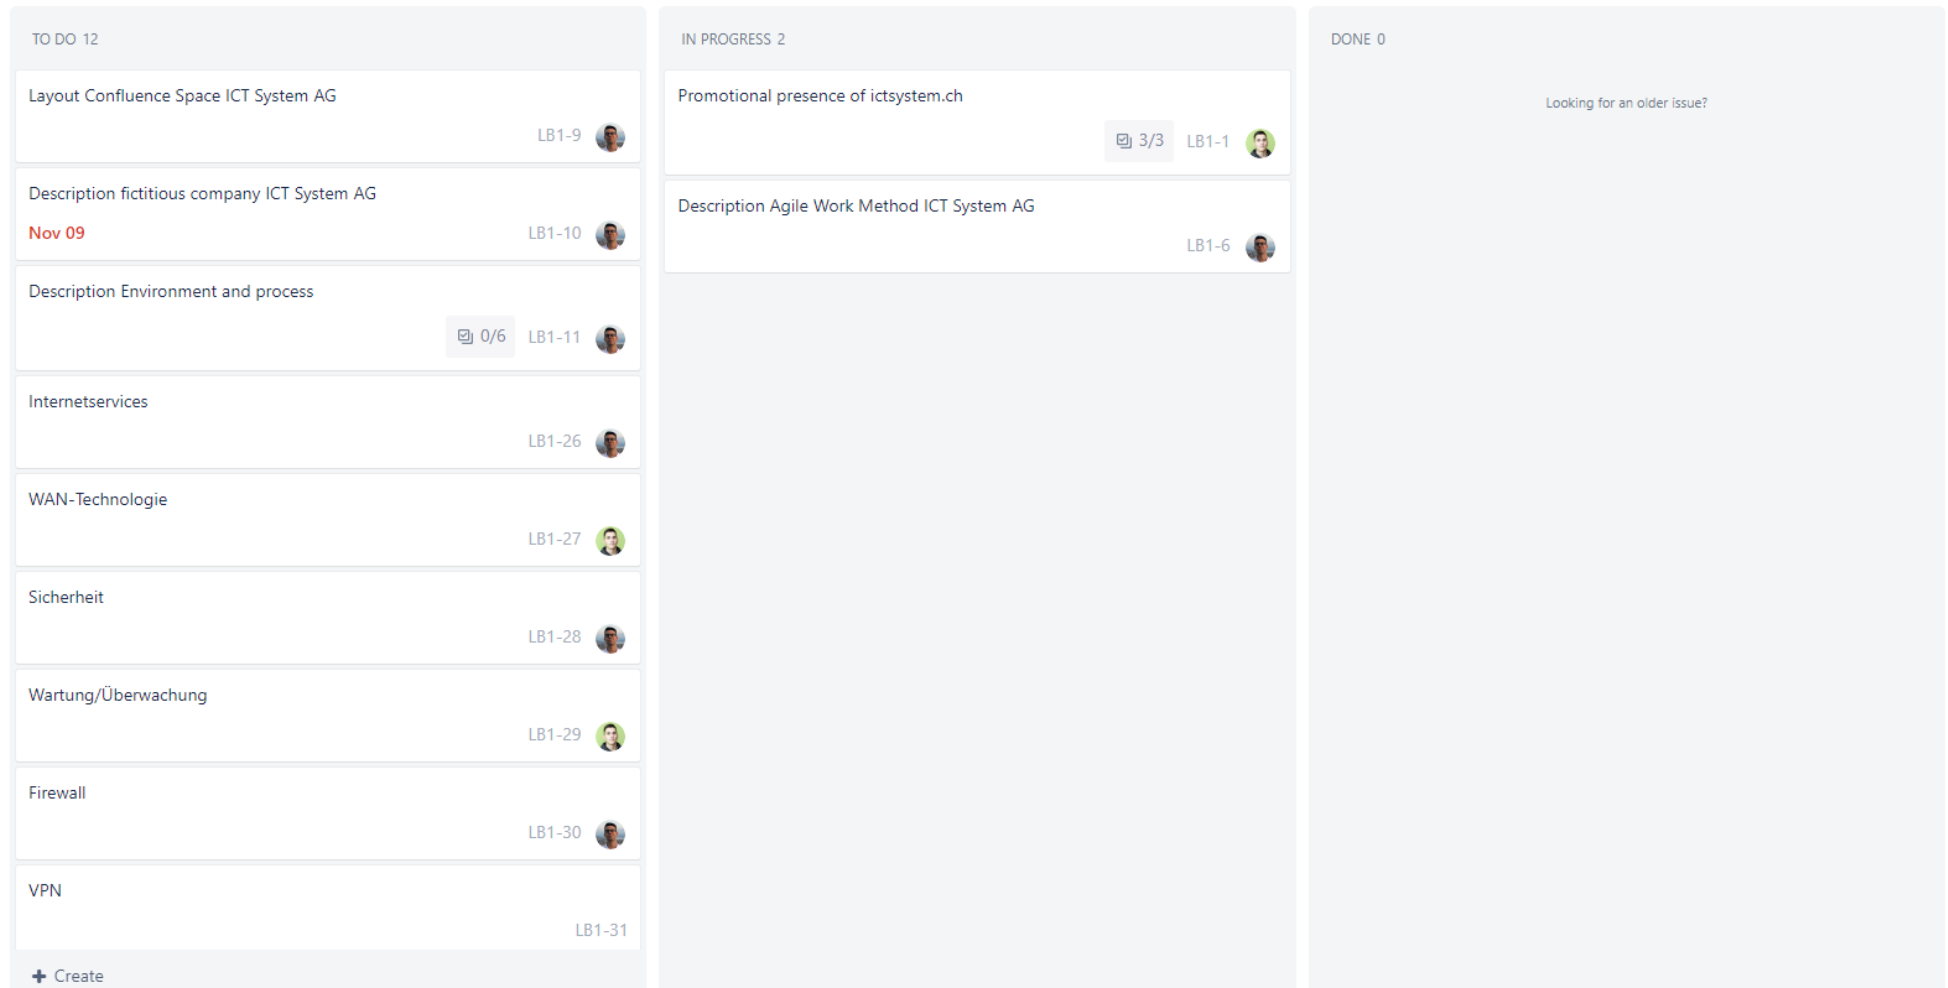 TO DO 12
Layout Confluence Space ICT System AG
LB1-9
Description fictitious company ICT System AG
Nov 09 LB1-10
Description Environment and process
0/6 LB1-11
Internetservices
LB1-26
WAN-Technologie
LB1-27
Sicherheit
LB1-28
Wartung/Überwachung
LB1-29
Firewall
LB1-30
VPN
LB1-31
+ Create
IN PROGRESS 2
Promotional presence of ictsystem.ch
3/3 LB1-1
Description Agile Work Method ICT System AG
LB1-6
DONE 0
Looking for an older issue?